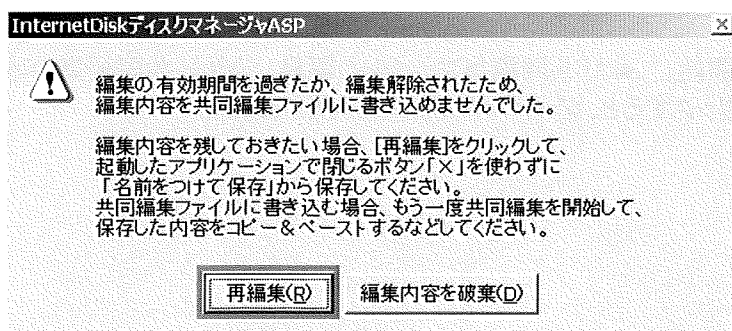 InternetDiskディスクマネージャASP
編集の有効期間を過ぎたか、編集解除されたため、
編集内容を共同編集ファイルに書き込めませんでした。
編集内容を残しておきたい場合、[再編集]をクリックして、
起動したアプリケーションで閉じるボタン「×」を使わずに
「名前をつけて保存」から保存してください。
共同編集ファイルに書き込む場合、もう一度共同編集を開始して、
保存した内容をコピー&ペーストするなどしてください。
再編集(R) 編集内容を破棄(D)